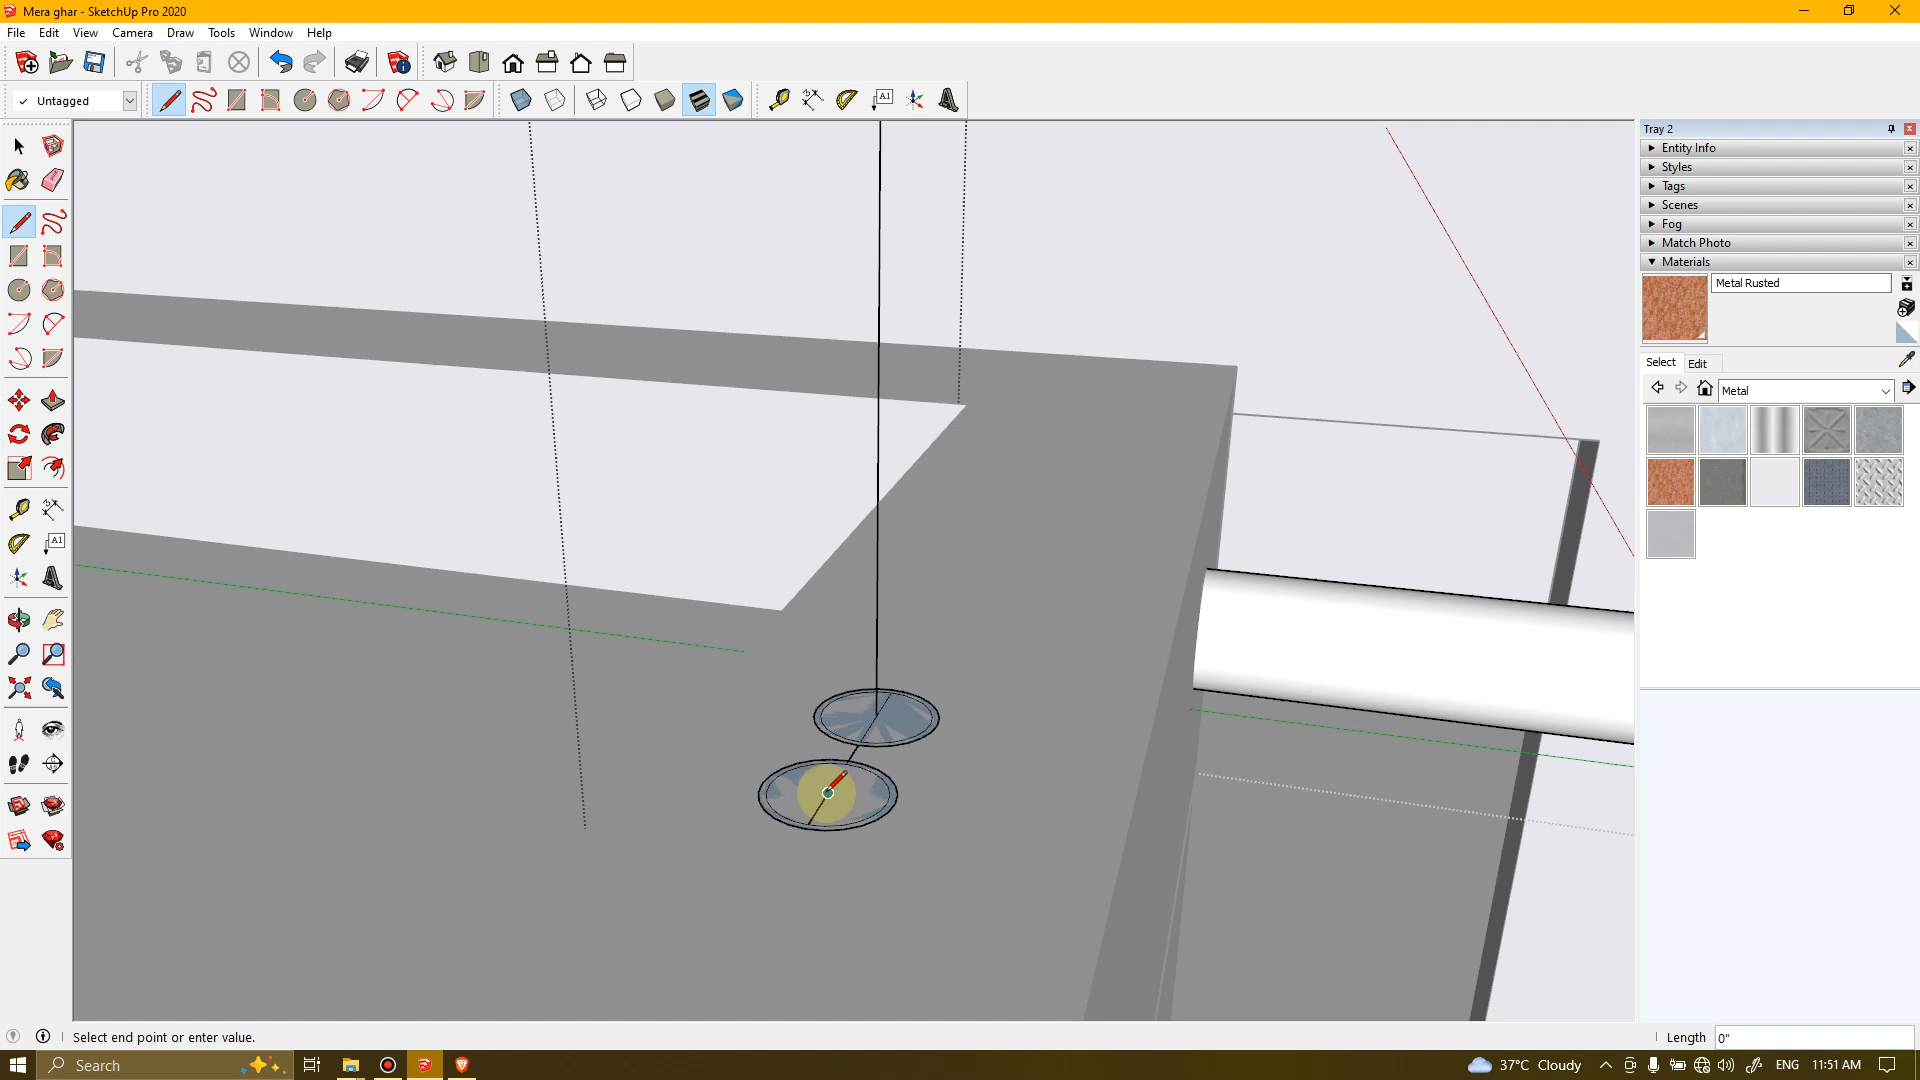 Mera ghar - SketchUp Pro 2020
File Edit View Camera Draw Tools Window Help
Untagged
A1
Tray 2
Entity Info
Styles
Tags
Scenes
Fog
Match Photo
Materials
Metal Rusted
Select Edit
Metal
A1
Select end point or enter value.
Length 0"
Search
37°C Cloudy
ENG
11:51 AM